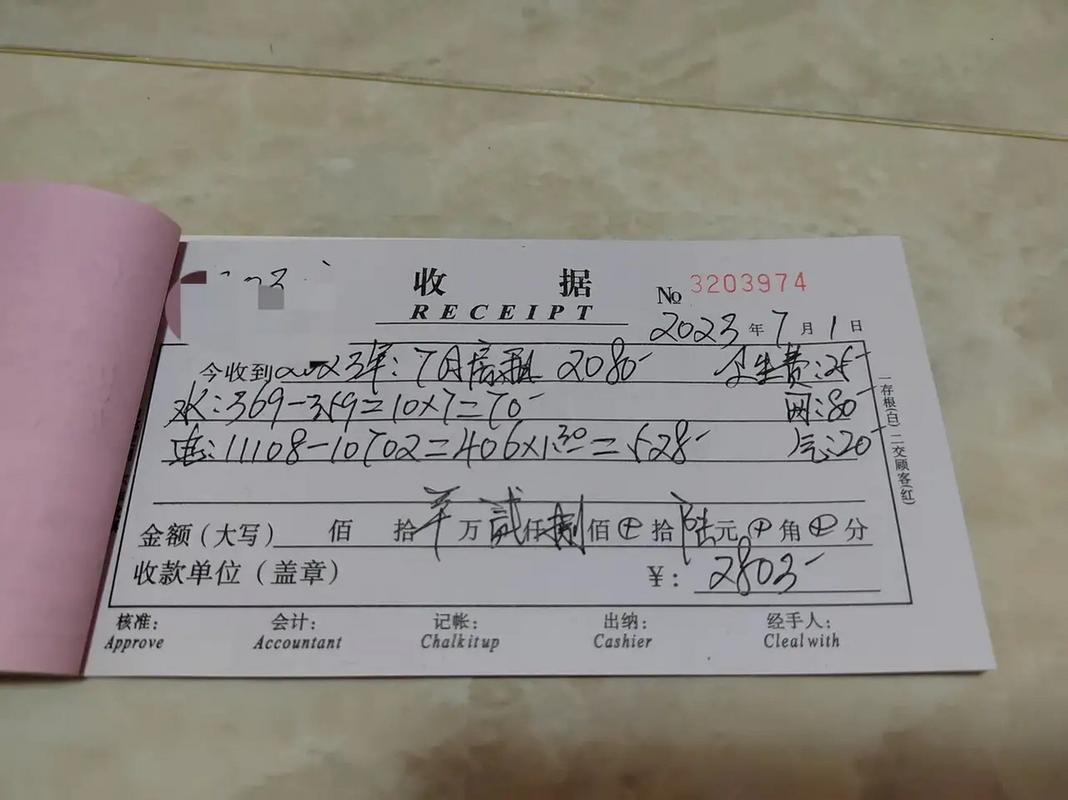 收 据
RECEIPT
№ 3203974
2023 年 7 月 1 日
今收到 23年: 7月房租 2080- 卫生费:25-
水:369-359=10×7=70- 网:80-
电:11108-10702=406×1.30=528- 气:20-
金额(大写) 佰 拾 万 贰仟捌佰 ⊕ 拾 陆元 ⊕ 角 ⊕ 分
收款单位(盖章) ¥: 2803-
核准: 会计: 记帐: 出纳: 经手人:
Approve Accountant Chalkitup Cashier Clealwith
一存根(白)二交顾客(红)